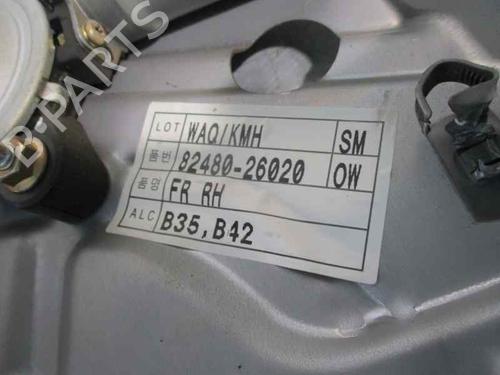 B-PARTS
LOT WAQ/KMH SM
품번 82480-26020 OW
품명 FR RH
ALC B35,B42